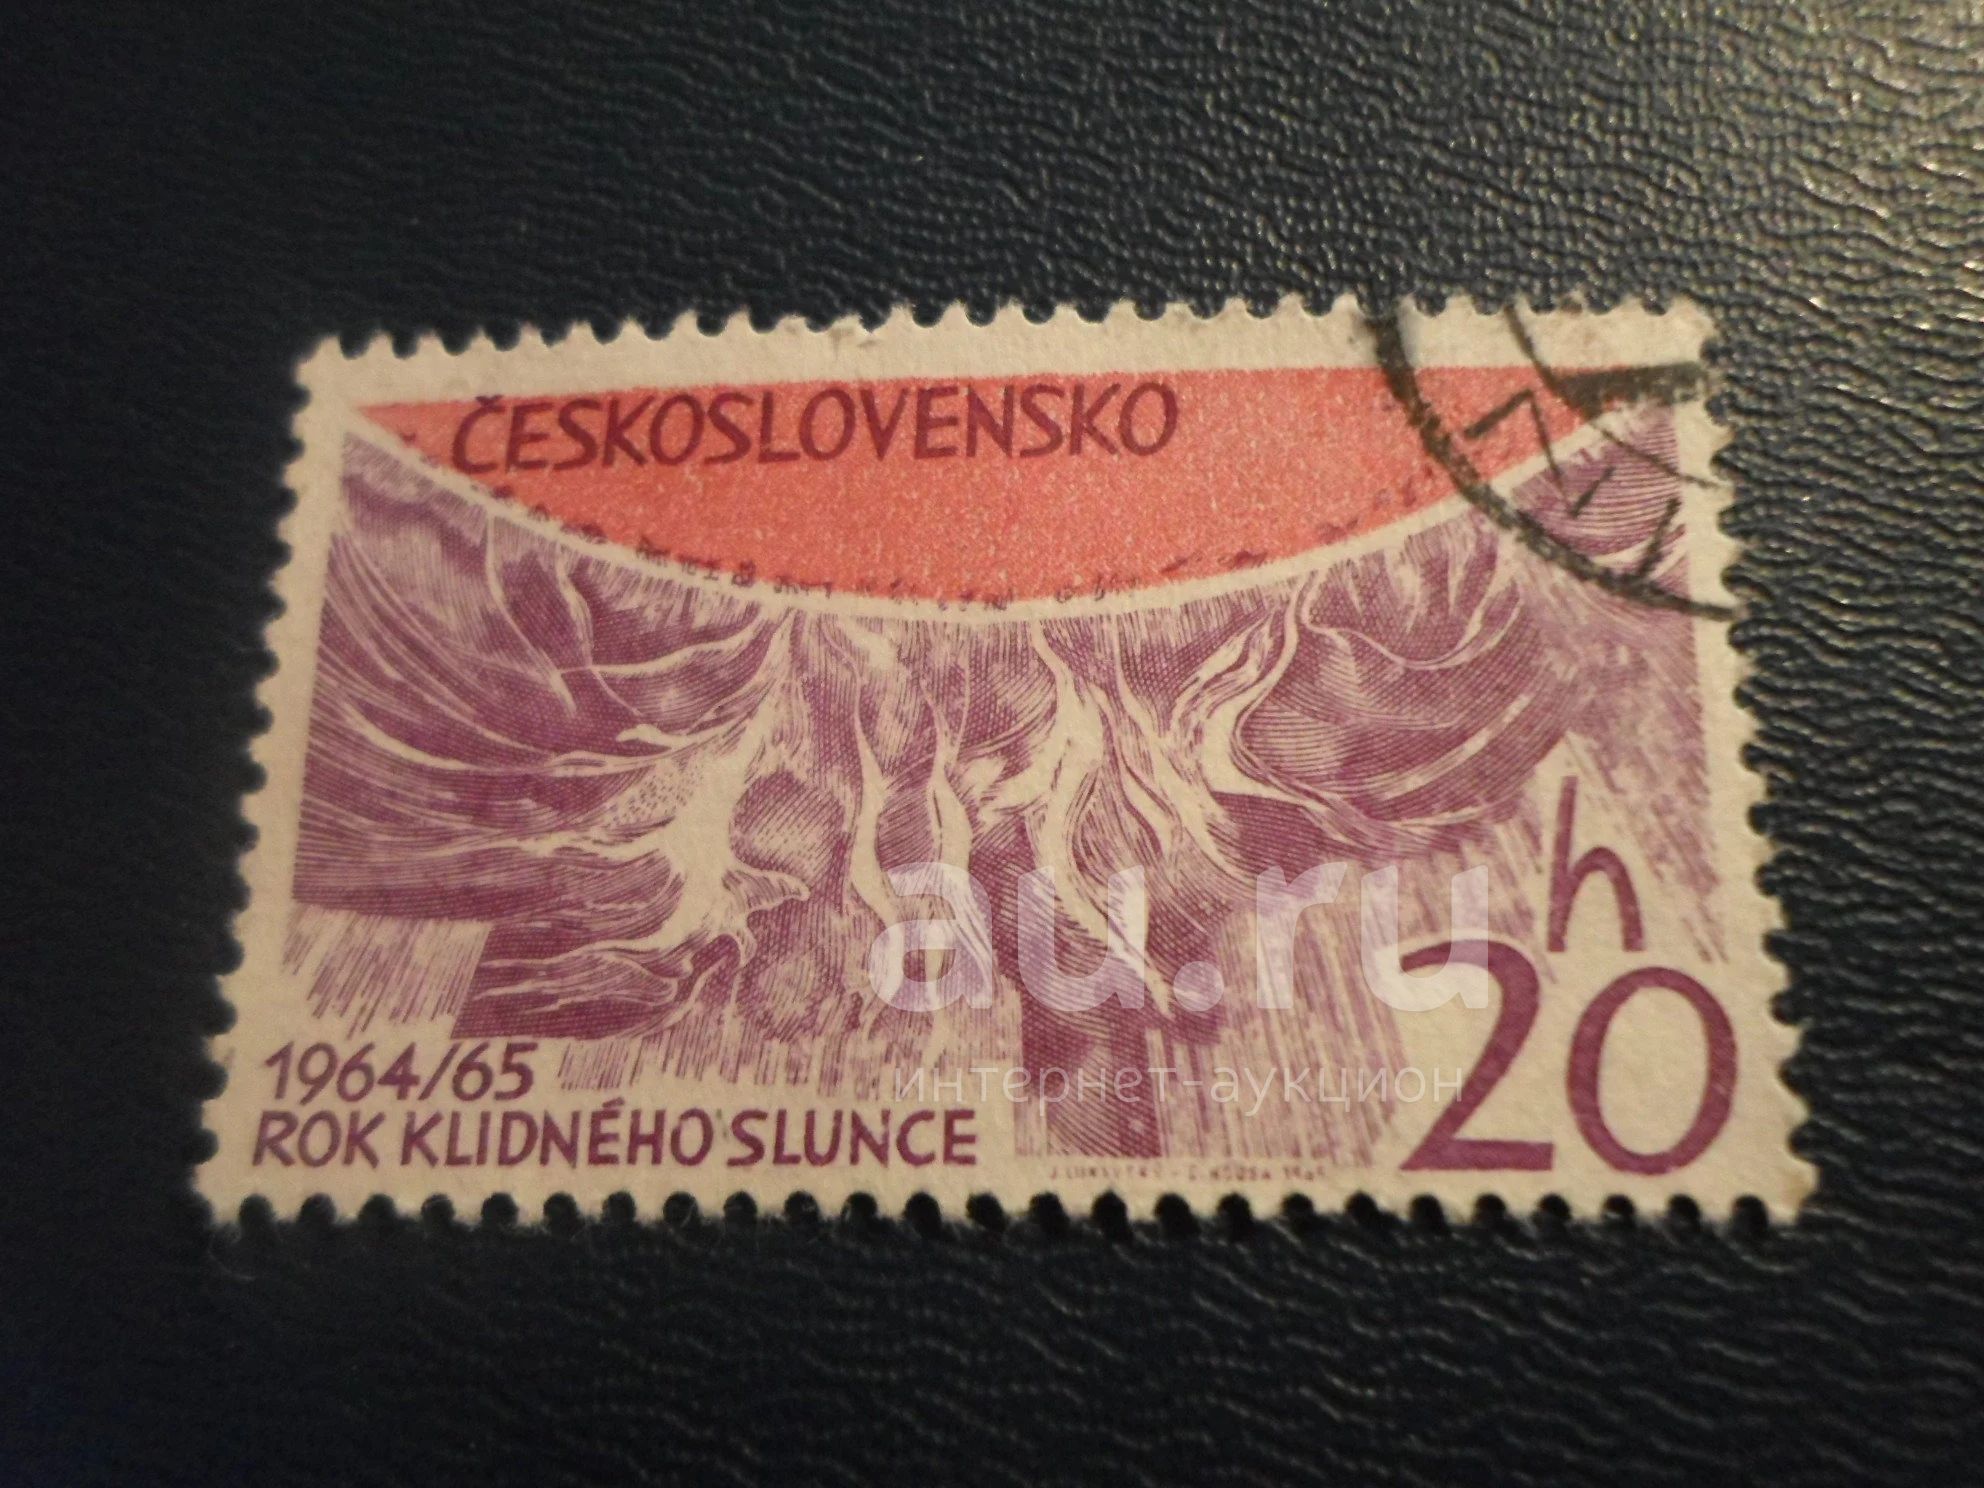 ČESKOSLOVENSKO
h
20
1964/65
ROK KLIDNÉHO SLUNCE
au.ru
интернет-аукцион